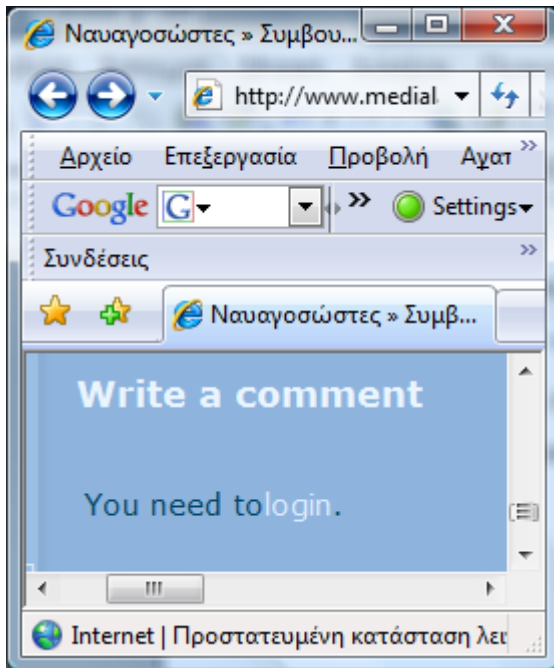 Ναυαγοσώστες » Συμβου...
http://www.medial
Αρχείο Επεξεργασία Προβολή Αγαπ »
Google G » Settings
Συνδέσεις »
Ναυαγοσώστες » Συμβ...
Write a comment
You need tologin.
Internet | Προστατευμένη κατάσταση λει